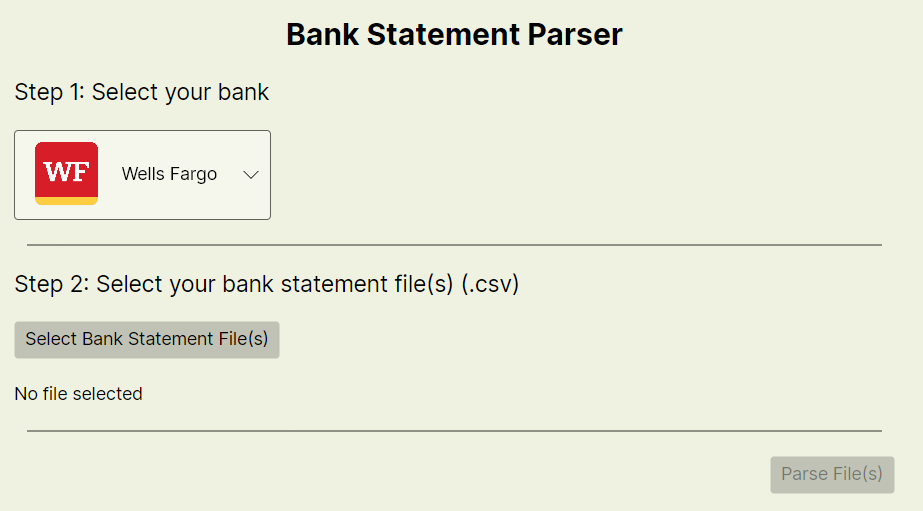 Bank Statement Parser
Step 1: Select your bank
WF
Wells Fargo
Step 2: Select your bank statement file(s) (.csv)
Select Bank Statement File(s)
No file selected
Parse File(s)